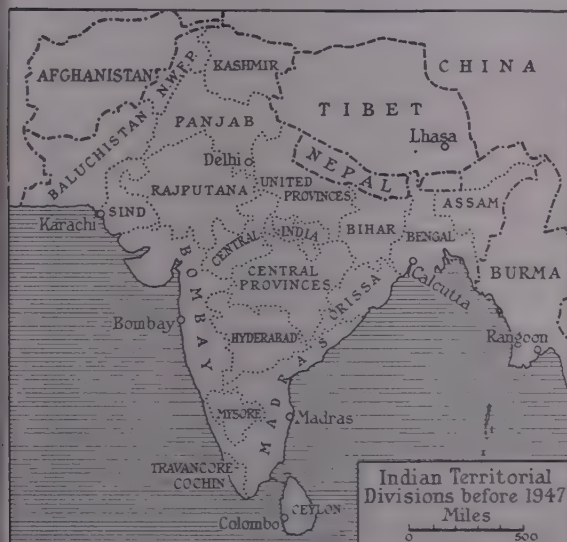 AFGHANISTAN
N.W.F.P.
KASHMIR
CHINA
TIBET
Lhasa
BALUCHISTAN
PANJAB
Delhi
NEPAL
RAJPUTANA
UNITED
PROVINCES
ASSAM
SIND
Karachi
CENTRAL
INDIA
BIHAR
BENGAL
CENTRAL
PROVINCES
ORISSA
Calcutta
BURMA
BOMBAY
Bombay
HYDERABAD
Rangoon
MADRAS
MYSORE
Madras
TRAVANCORE
COCHIN
CEYLON
Colombo
Indian Territorial
Divisions before 1947
Miles
0 500